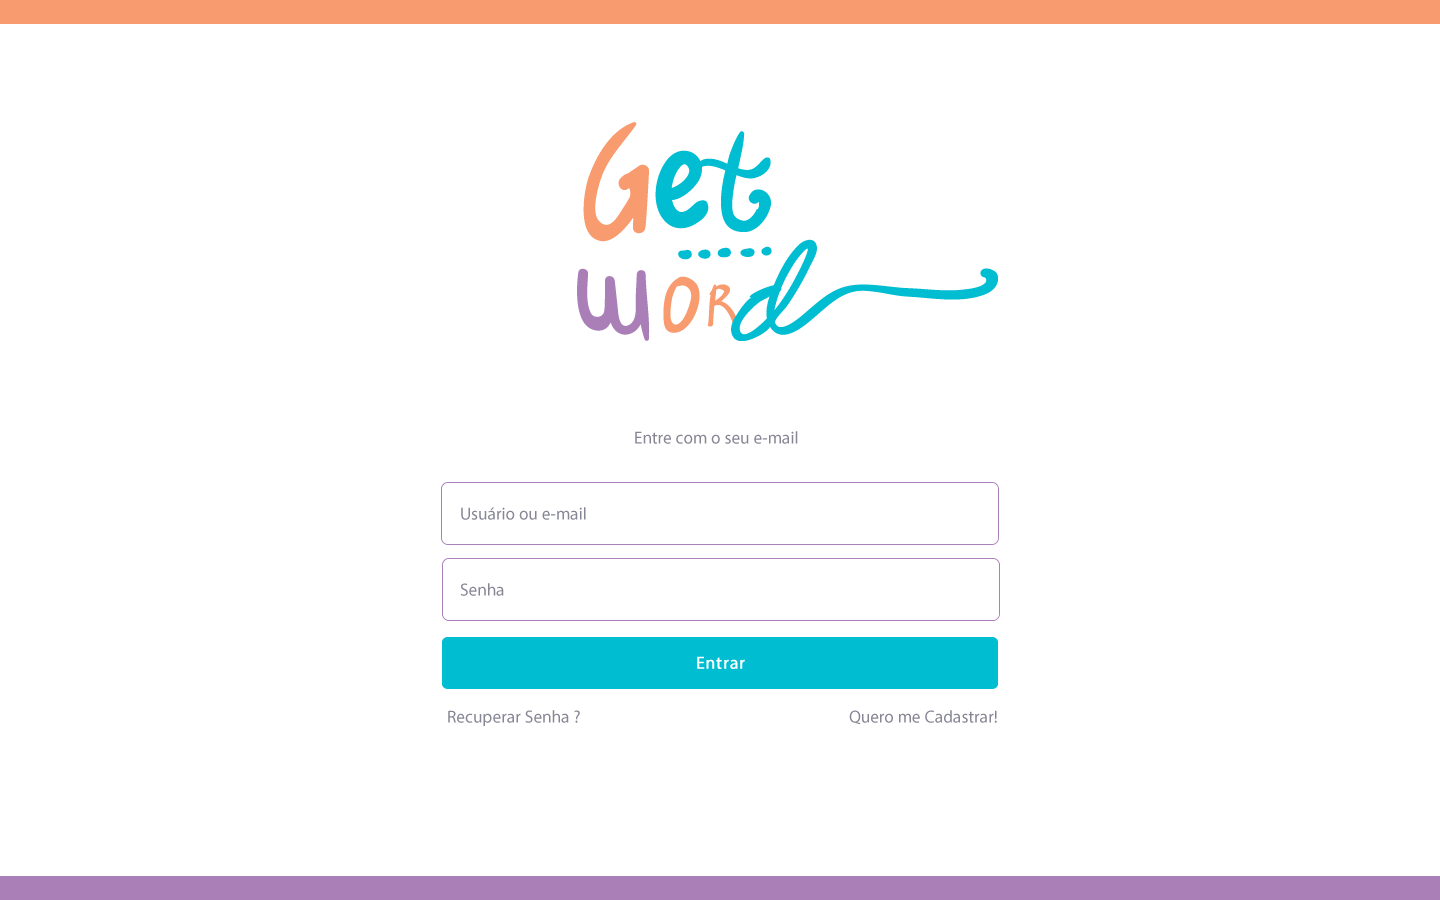 Get
word
Entre com o seu e-mail
Usuário ou e-mail
Senha
Entrar
Recuperar Senha ?
Quero me Cadastrar!